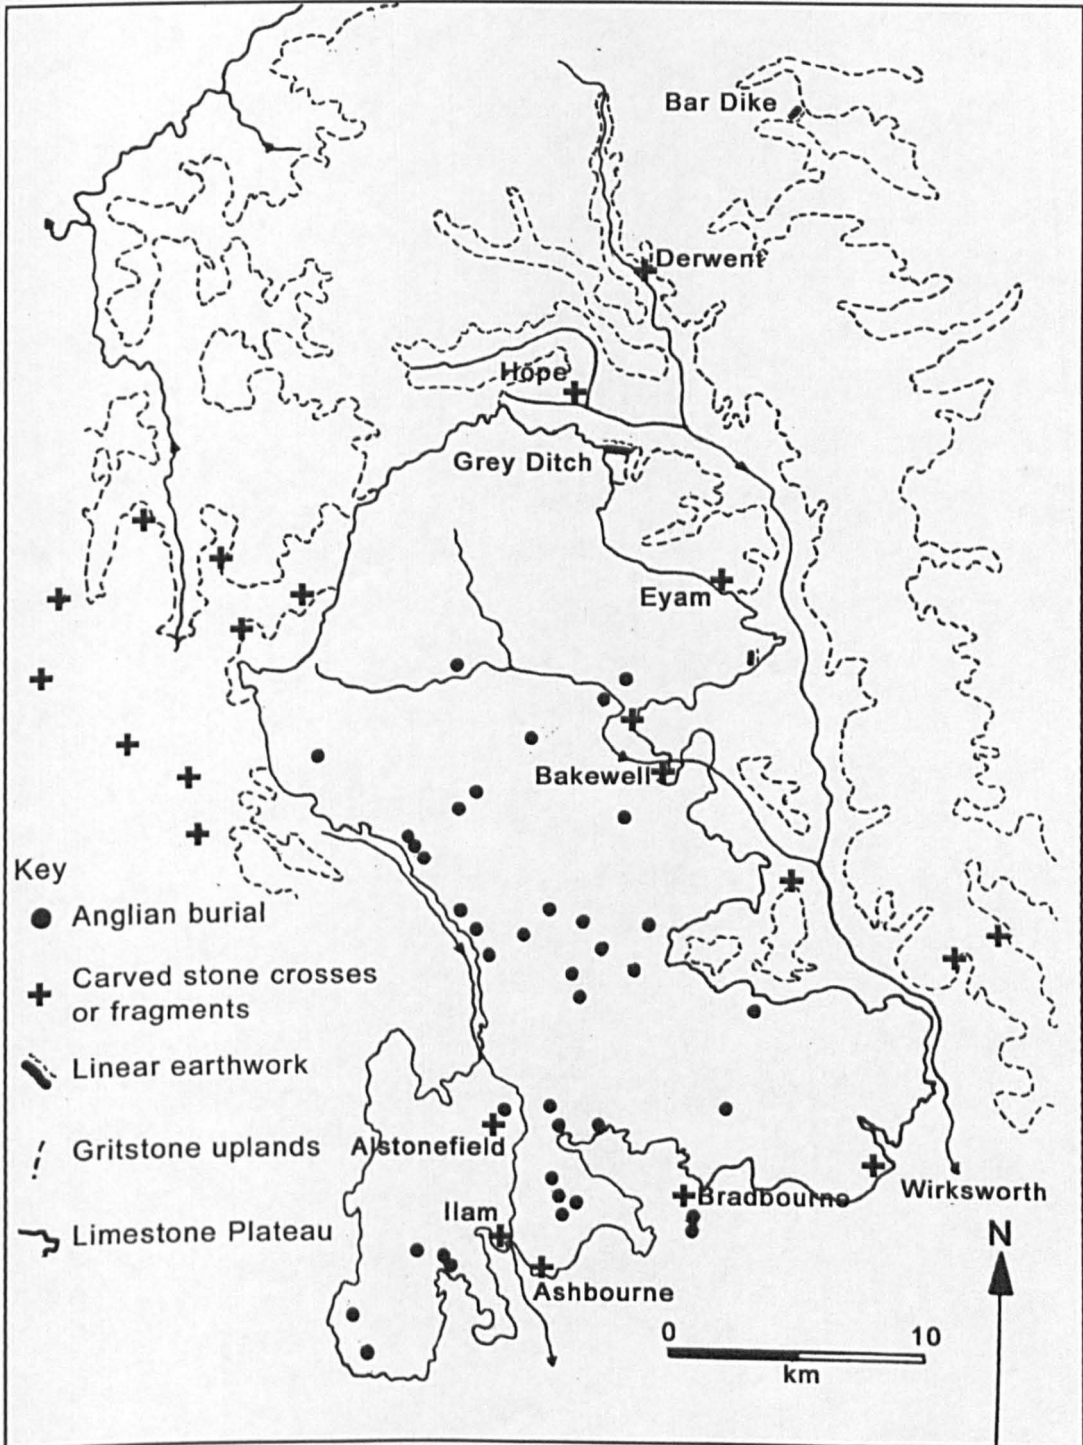 Bar Dike
Derwent
Hope
Grey Ditch
Eyam
Bakewell
Key
Anglian burial
Carved stone crosses
or fragments
Linear earthwork
Gritstone uplands
Limestone Plateau
Alstonefield
Bradbourne
Wirksworth
Ilam
Ashbourne
N
0 10
km